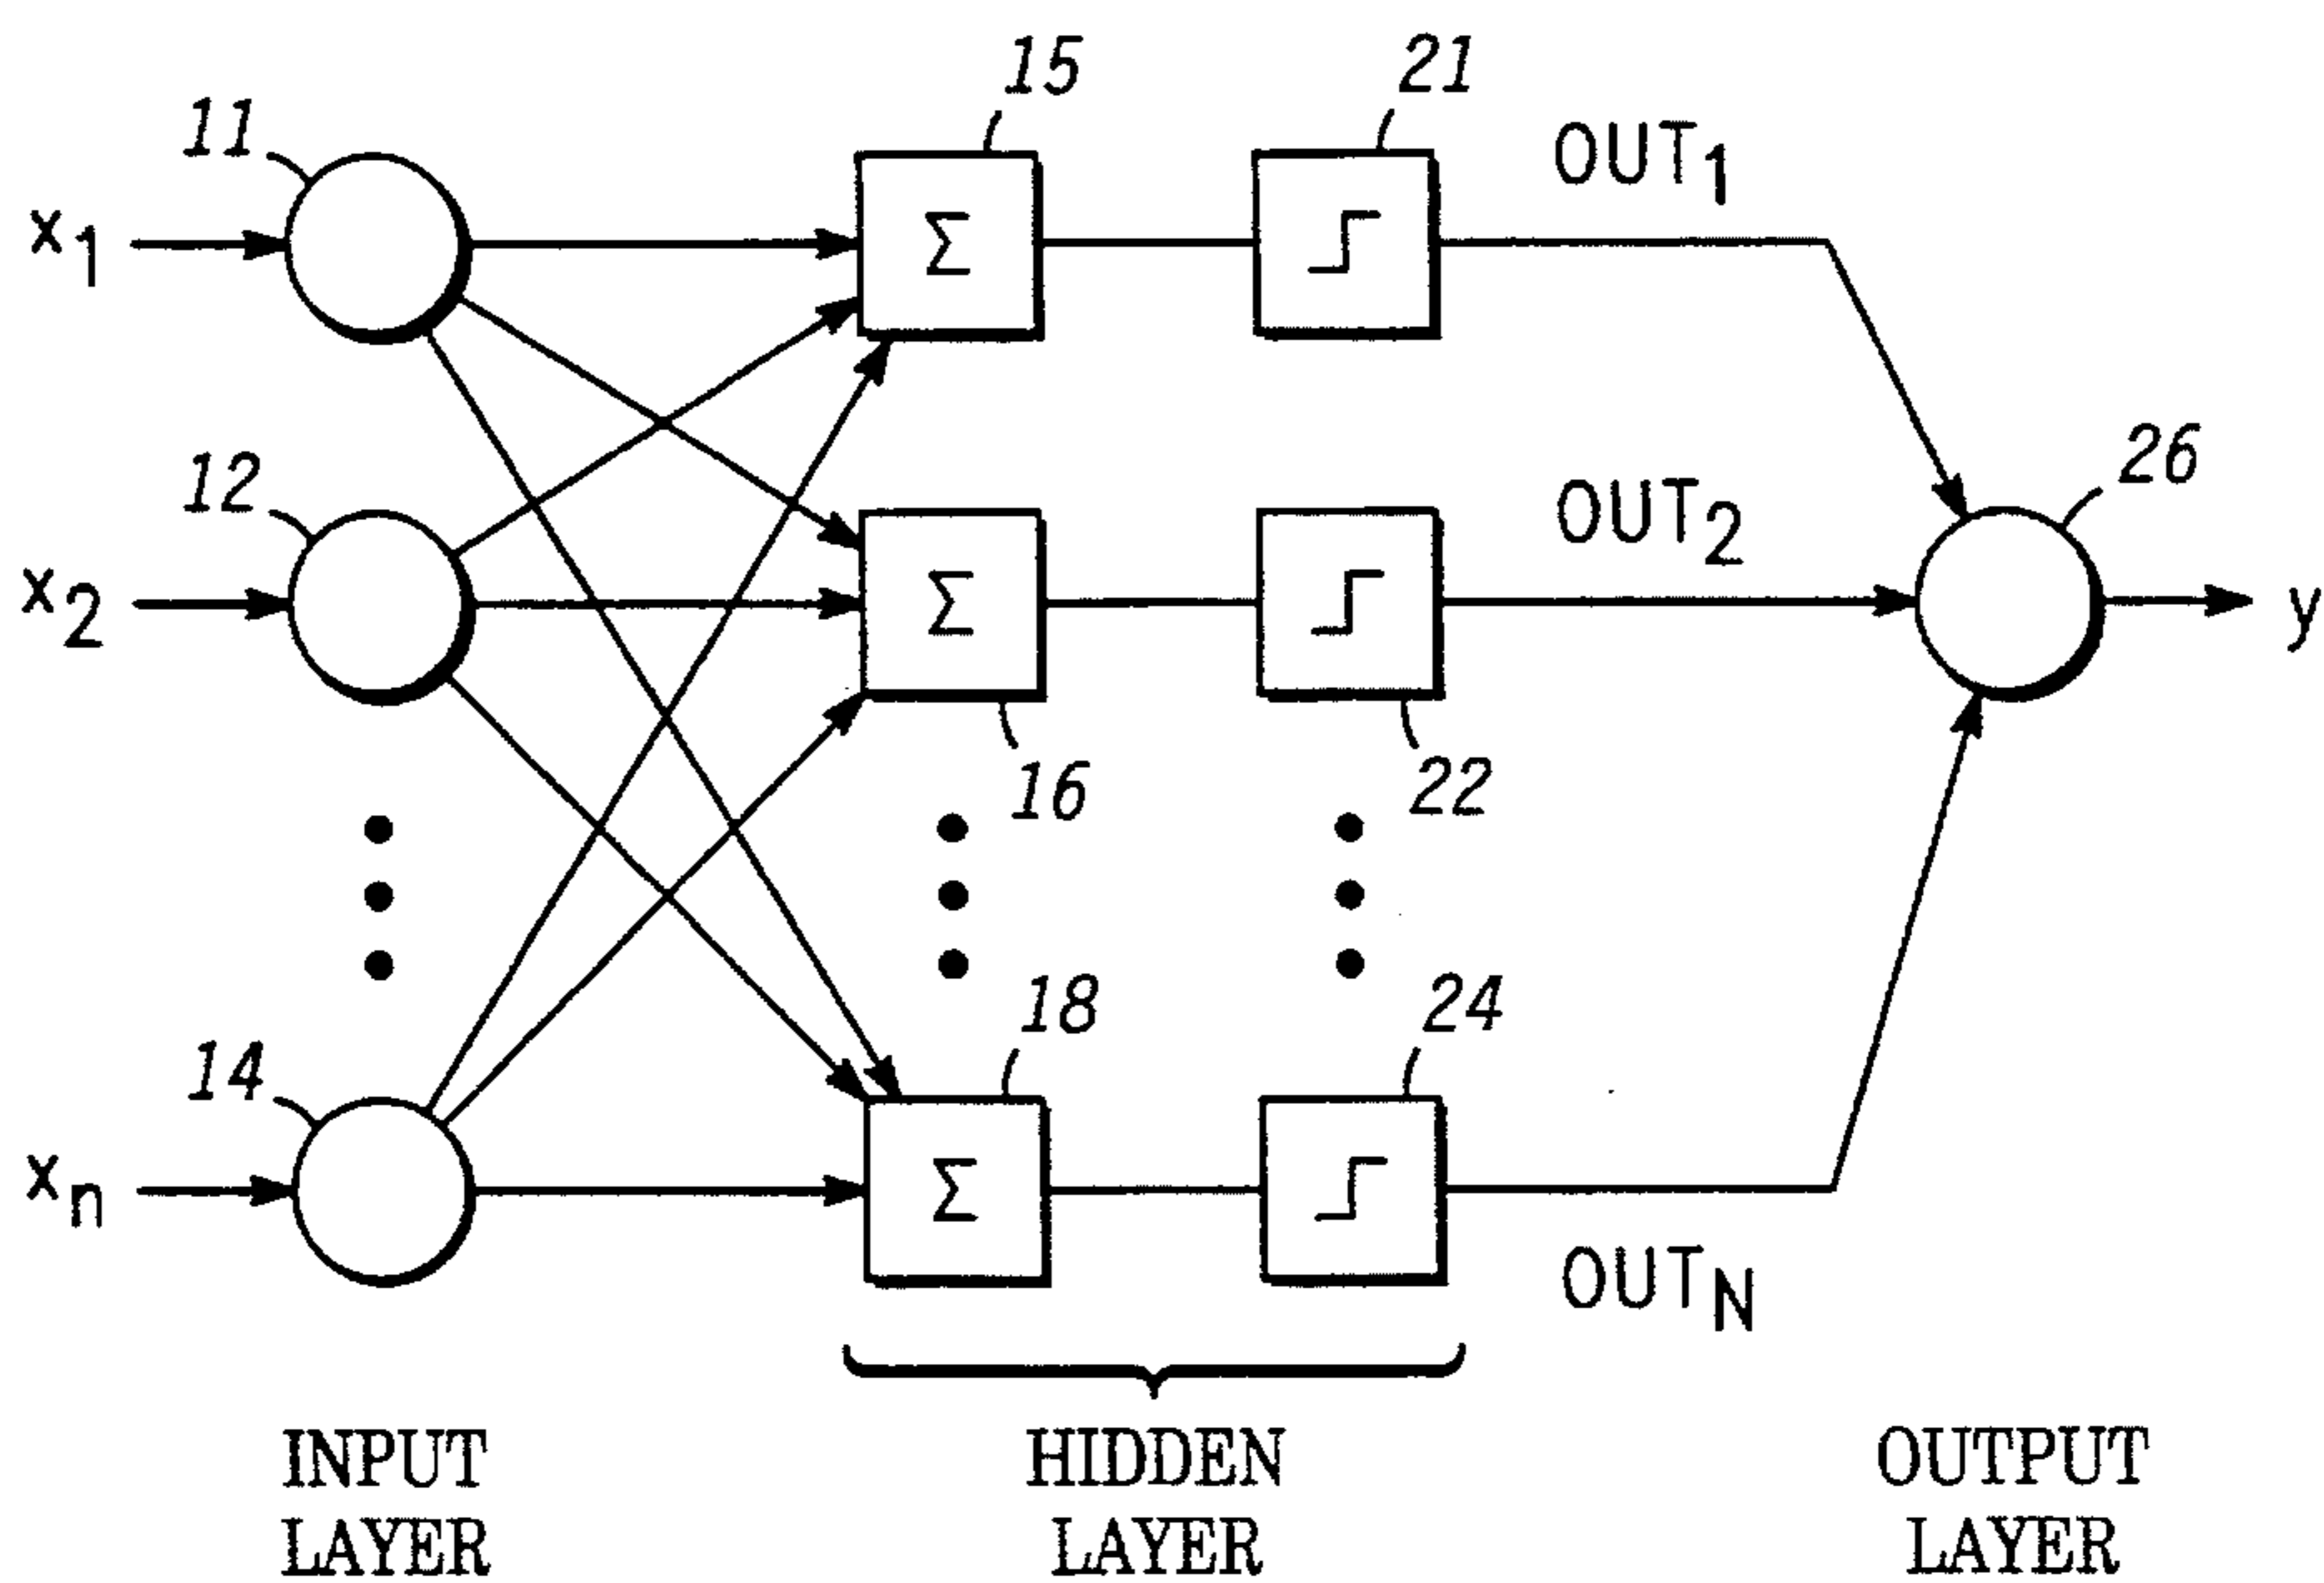 15
21
11
OUT1
x1
Σ
12
26
OUT2
x2
Σ
y
16
22
18
24
14
xn
Σ
OUTN
INPUT LAYER
HIDDEN LAYER
OUTPUT LAYER